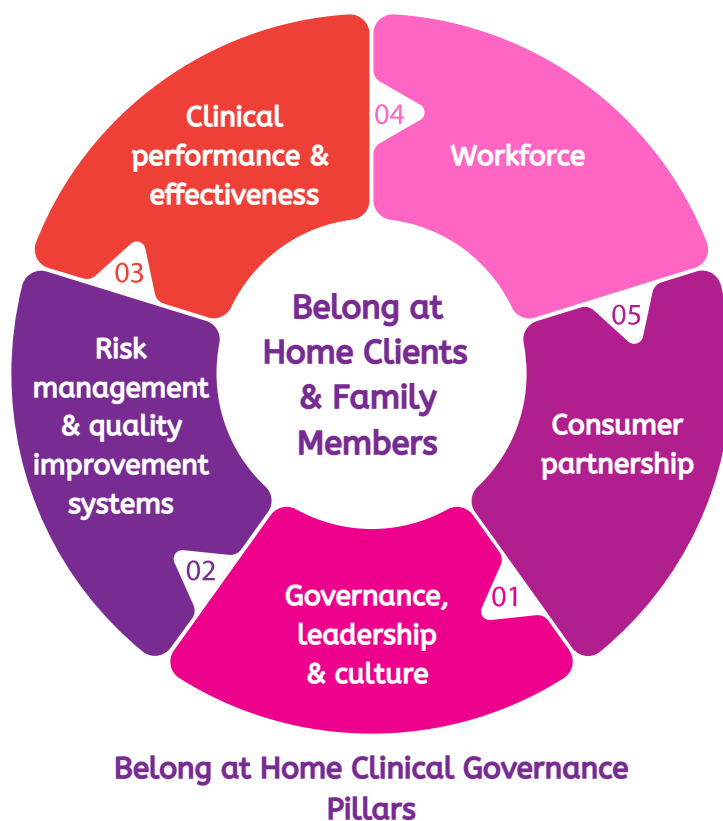 Clinical
performance &
effectiveness
04
Workforce
03
05
Belong at
Home Clients
& Family
Members
Risk
management
& quality
improvement
systems
Consumer
partnership
02
01
Governance,
leadership
& culture
Belong at Home Clinical Governance
Pillars